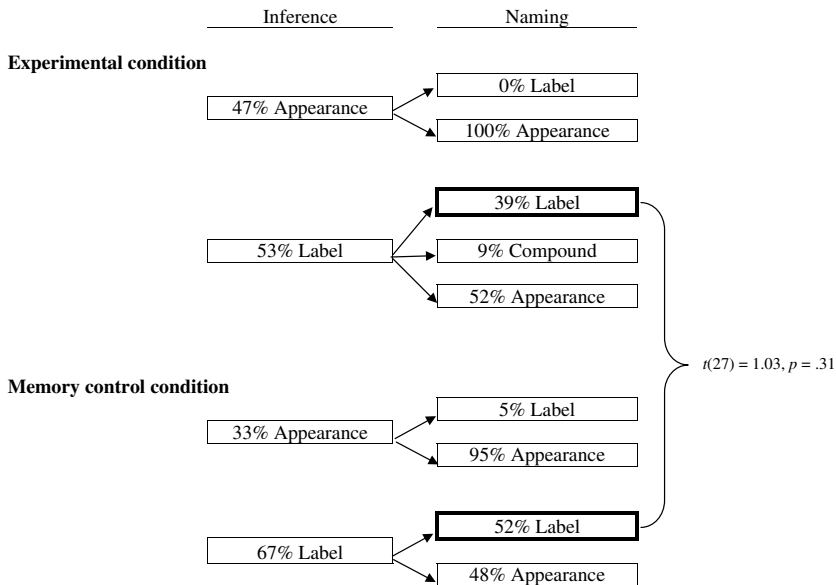 Inference Naming
Experimental condition
0% Label
47% Appearance
100% Appearance
39% Label
53% Label
9% Compound
52% Appearance
t(27) = 1.03, p = .31
Memory control condition
5% Label
33% Appearance
95% Appearance
52% Label
67% Label
48% Appearance